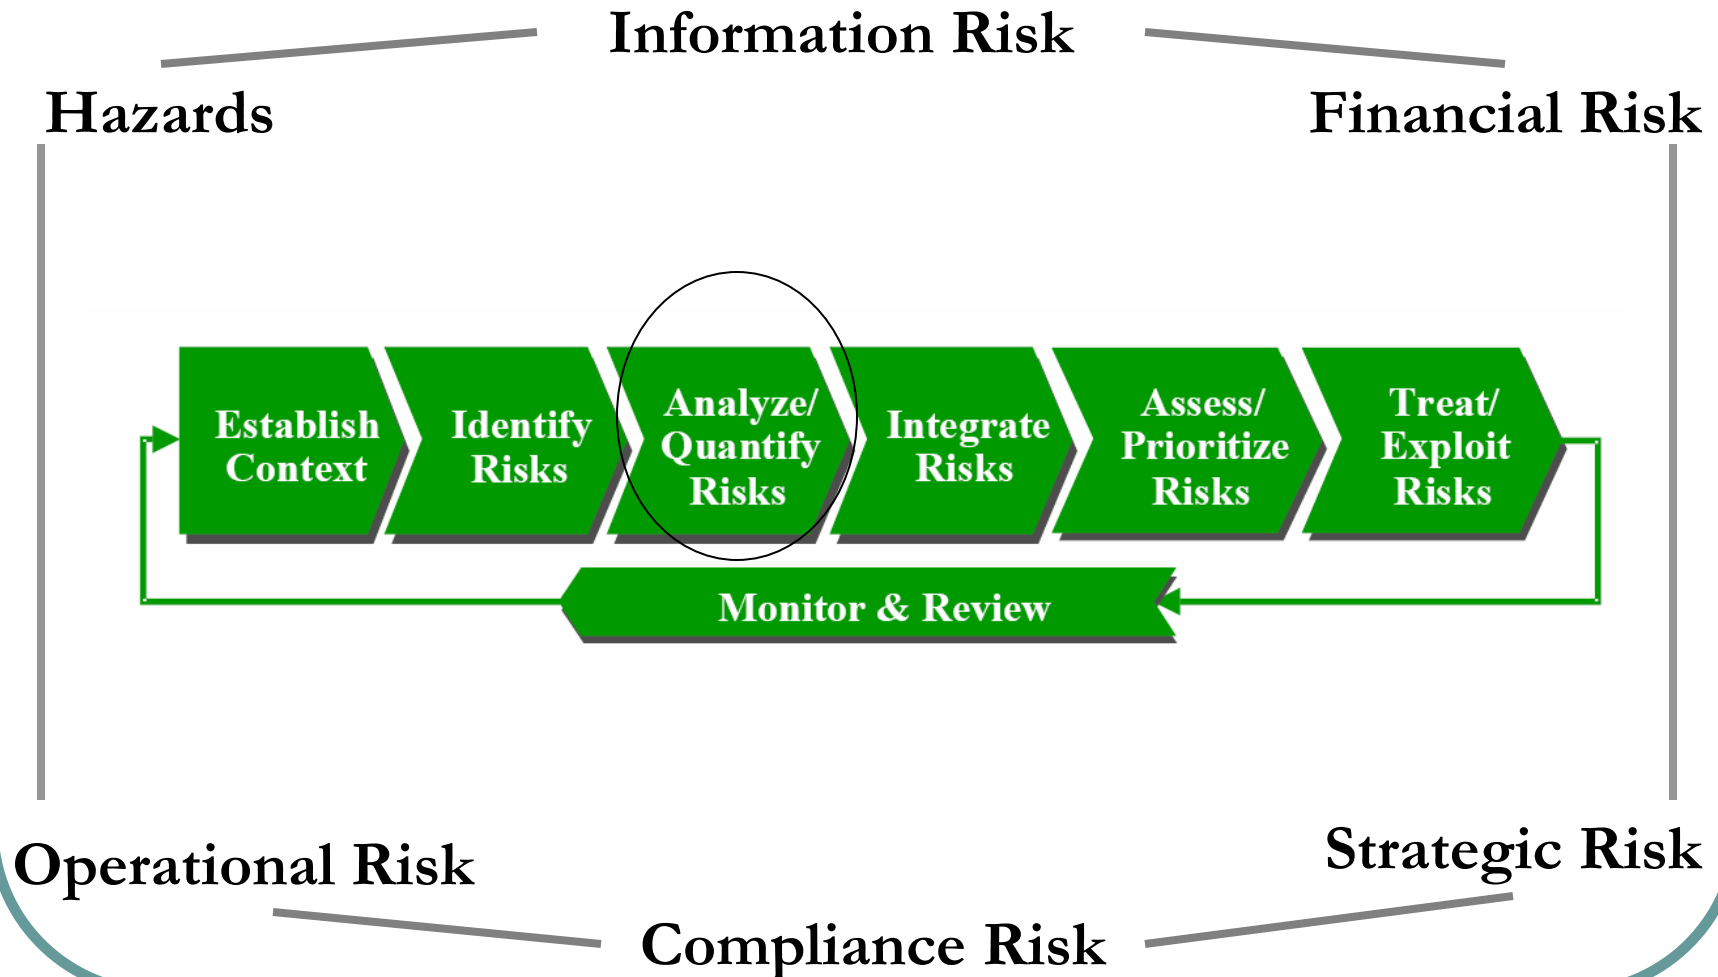 Information Risk
Hazards
Financial Risk
Establish
Context
Identify
Risks
Analyze/
Quantify
Risks
Integrate
Risks
Assess/
Prioritize
Risks
Treat/
Exploit
Risks
Monitor & Review
Operational Risk
Strategic Risk
Compliance Risk